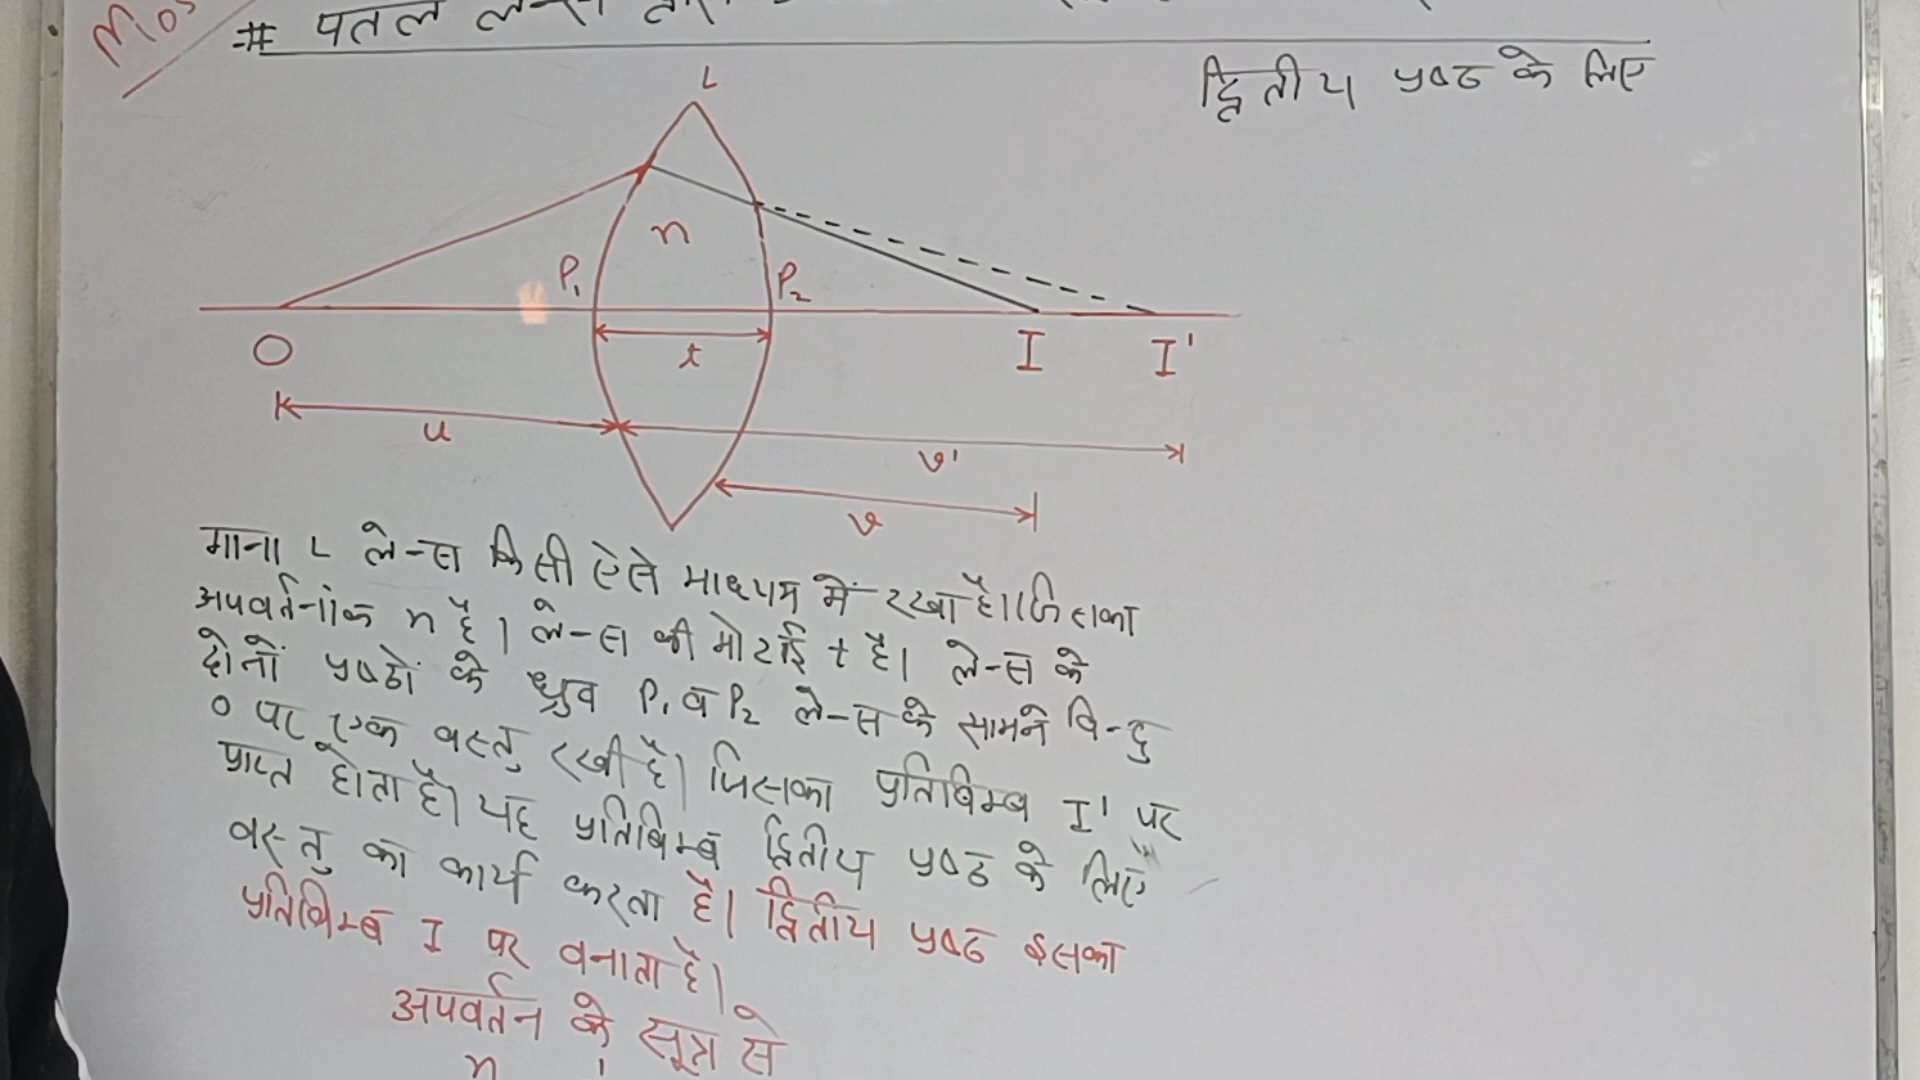 # पतले लेन्स
द्वितीय पृष्ठ के लिए
L
n
P₁ P₂
t
O I I'
u
v'
v
माना L लेन्स किसी ऐसे माध्यम में रखा है। जिसका
अपवर्तनांक n है। लेन्स की मोटाई t है। लेन्स के
दोनों पृष्ठों के ध्रुव P₁ व P₂ लेन्स के सामने विन्दु
O पर एक वस्तु रखी है। जिसका प्रतिबिम्ब I' पर
प्राप्त होता है। यह प्रतिबिम्ब द्वितीय पृष्ठ के लिए
वस्तु का कार्य करता है। द्वितीय पृष्ठ इसका
प्रतिबिम्ब I पर बनाता है।
अपवर्तन के सूत्र से
n 1